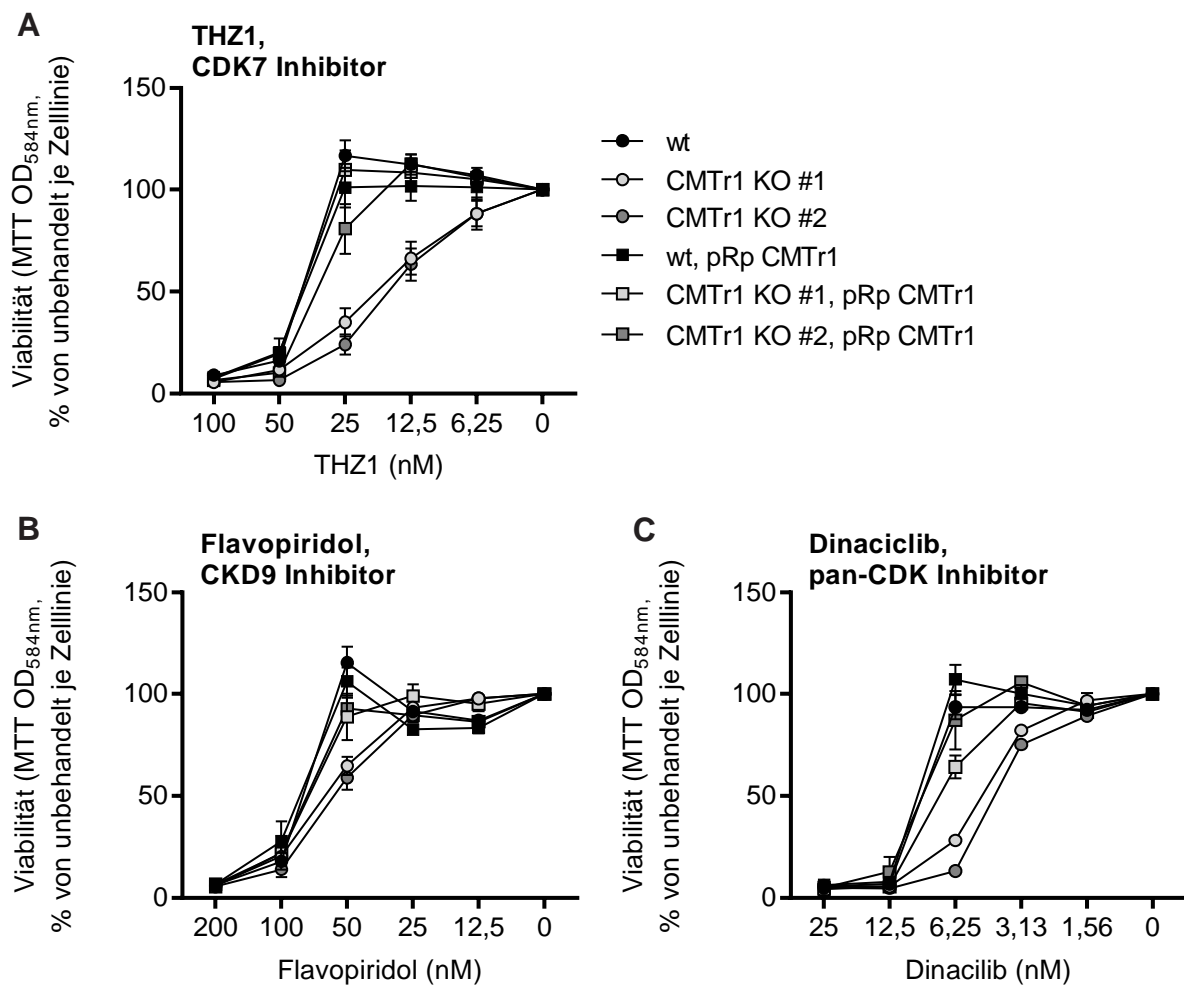 A
THZ1,
CDK7 Inhibitor
Viabilität (MTT OD584nm,
% von unbehandelt je Zelllinie)
150
100
50
0
100 50 25 12,5 6,25 0
THZ1 (nM)
wt
CMTr1 KO #1
CMTr1 KO #2
wt, pRp CMTr1
CMTr1 KO #1, pRp CMTr1
CMTr1 KO #2, pRp CMTr1
B
Flavopiridol,
CKD9 Inhibitor
Viabilität (MTT OD584nm,
% von unbehandelt je Zelllinie)
150
100
50
0
200 100 50 25 12,5 0
Flavopiridol (nM)
C
Dinaciclib,
pan-CDK Inhibitor
Viabilität (MTT OD584nm,
% von unbehandelt je Zelllinie)
150
100
50
0
25 12,5 6,25 3,13 1,56 0
Dinacilib (nM)